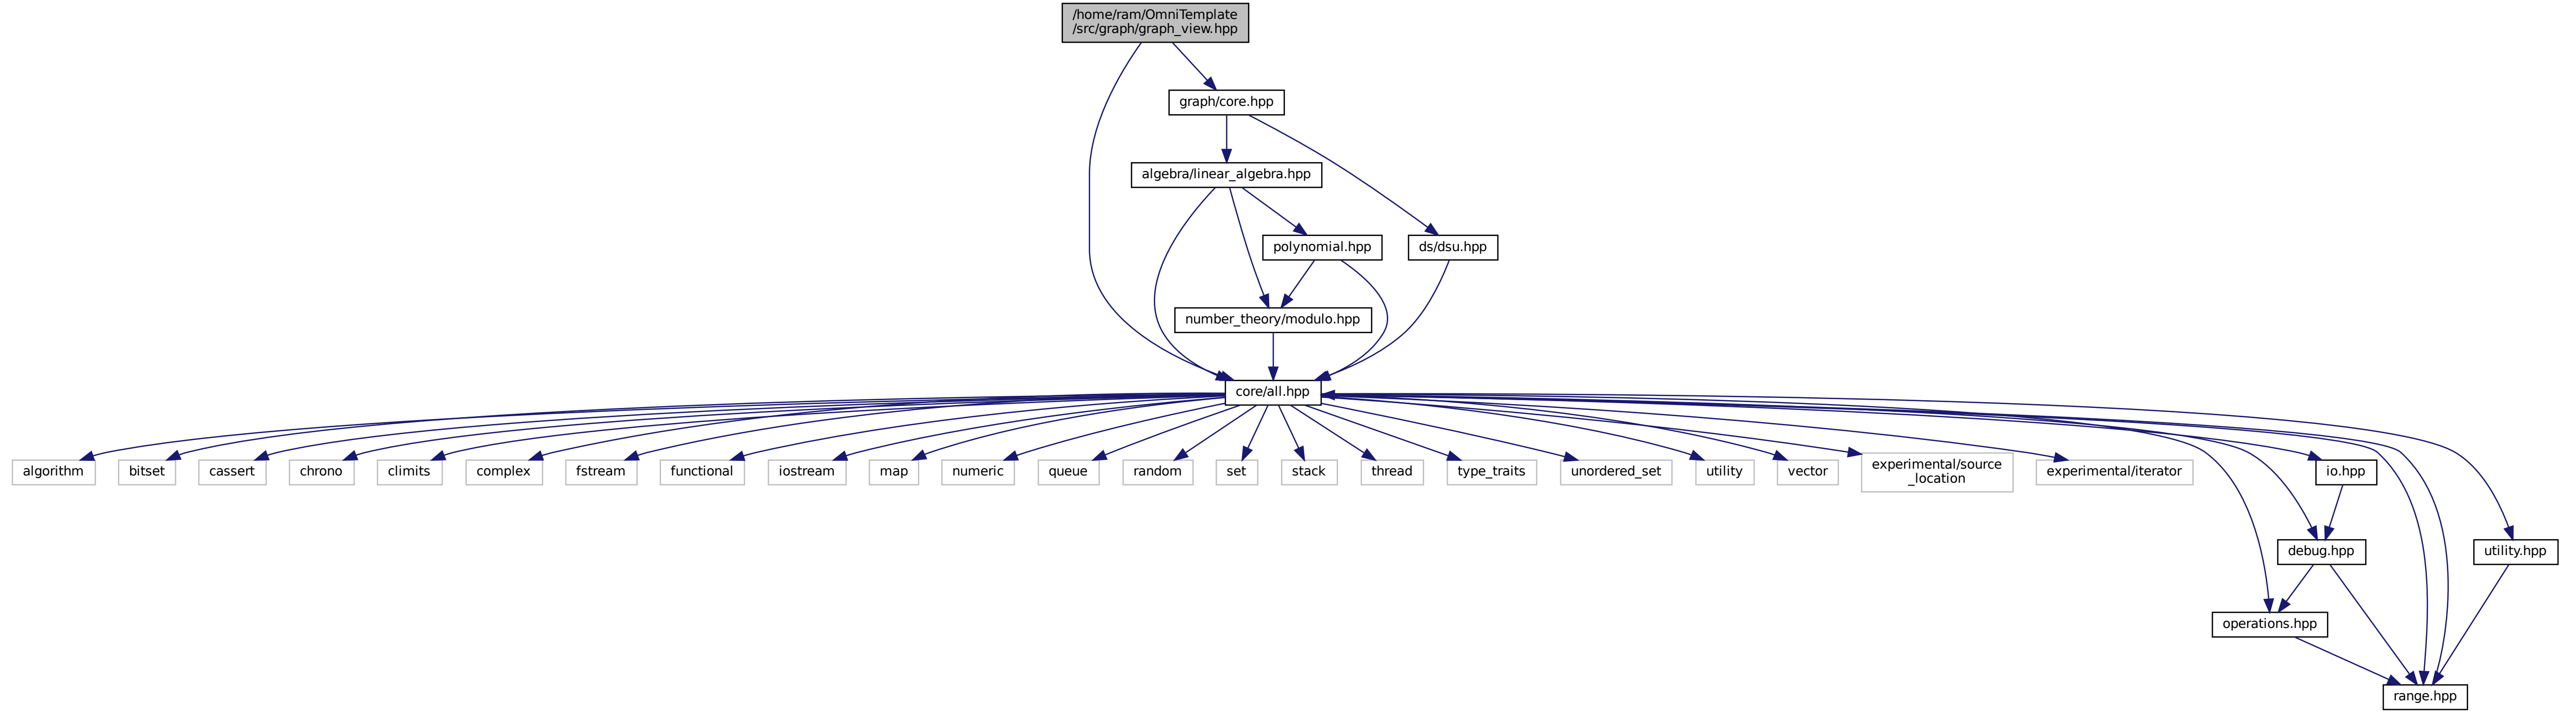 /home/ram/OmniTemplate
/src/graph/graph_view.hpp
graph/core.hpp
algebra/linear_algebra.hpp
polynomial.hpp
ds/dsu.hpp
number_theory/modulo.hpp
core/all.hpp
algorithm
bitset
cassert
chrono
climits
complex
fstream
functional
iostream
map
numeric
queue
random
set
stack
thread
type_traits
unordered_set
utility
vector
experimental/source
_location
experimental/iterator
io.hpp
debug.hpp
utility.hpp
operations.hpp
range.hpp